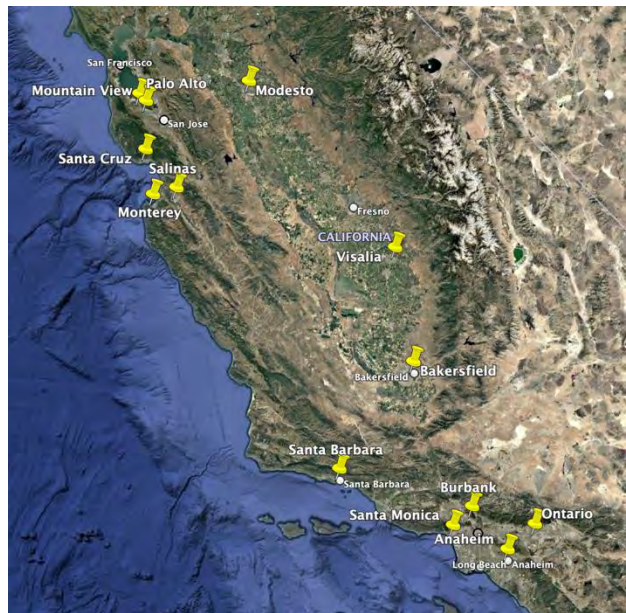 San Francisco
Mountain View Palo Alto
Modesto
San Jose
Santa Cruz
Salinas
Monterey
Fresno
CALIFORNIA
Visalia
Bakersfield Bakersfield
Santa Barbara
Santa Barbara
Burbank
Santa Monica
Ontario
Anaheim
Long Beach Anaheim